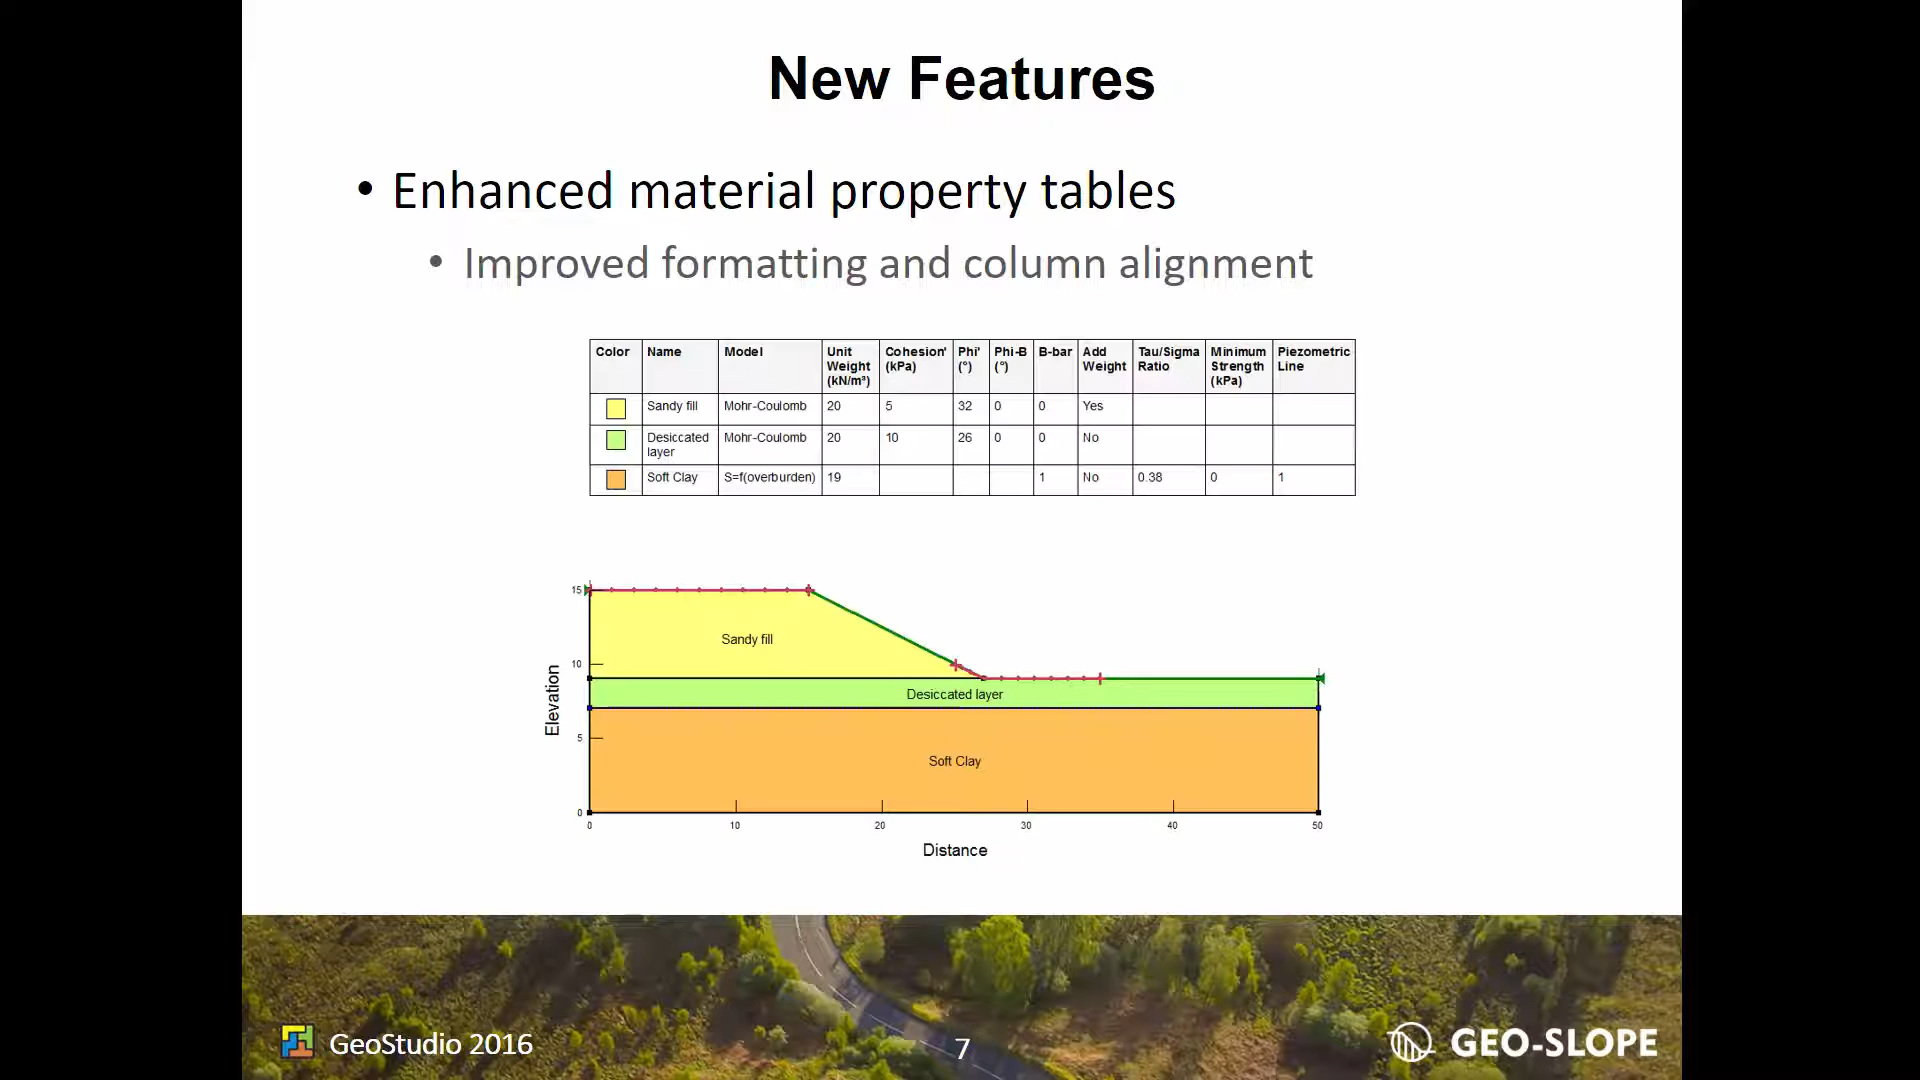 New Features
• Enhanced material property tables
• Improved formatting and column alignment
Color Name Model Unit Weight (kN/m³) Cohesion' (kPa) Phi' (°) Phi-B (°) B-bar Add Weight Tau/Sigma Ratio Minimum Strength (kPa) Piezometric Line
Sandy fill Mohr-Coulomb 20 5 32 0 0 Yes
Desiccated layer Mohr-Coulomb 20 10 26 0 0 No
Soft Clay S=f(overburden) 19 1 No 0.38 0 1
15
Sandy fill
10
Desiccated layer
Elevation
5
Soft Clay
0
0 10 20 30 40 50
Distance
GeoStudio 2016
7
GEO-SLOPE